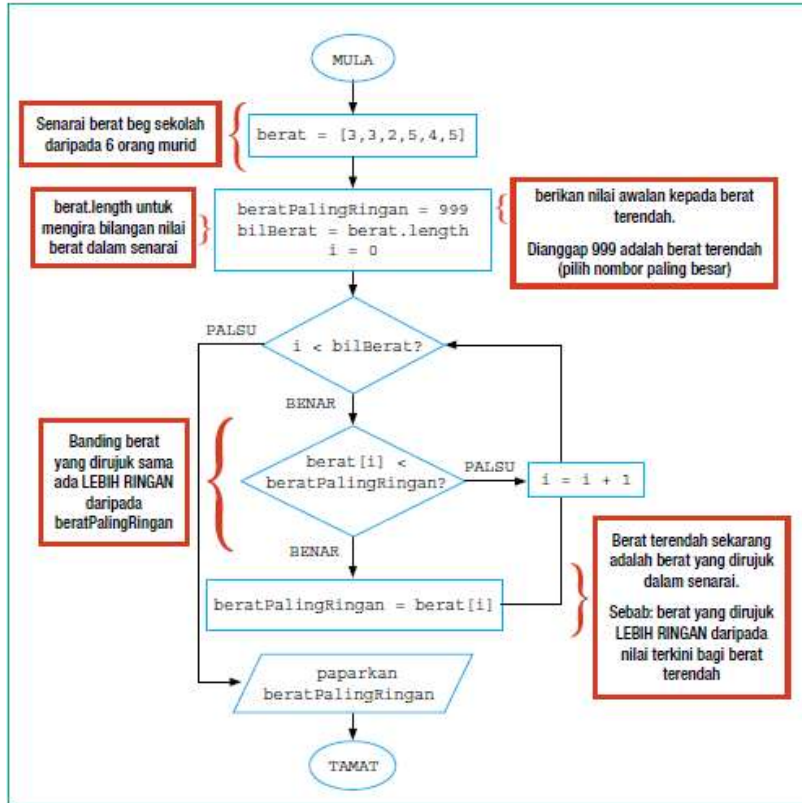 MULA
Senarai berat beg sekolah
daripada 6 orang murid
berat = [3,3,2,5,4,5]
berat.length untuk
mengira bilangan nilai
berat dalam senarai
beratPalingRingan = 999
bilBerat = berat.length
i = 0
berikan nilai awalan kepada berat
terendah.
Dianggap 999 adalah berat terendah
(pilih nombor paling besar)
PALSU
i < bilBerat?
BENAR
Banding berat
yang dirujuk sama
ada LEBIH RINGAN
daripada
beratPalingRingan
berat[i] <
beratPalingRingan?
PALSU
i = i + 1
BENAR
beratPalingRingan = berat[i]
Berat terendah sekarang
adalah berat yang dirujuk
dalam senarai.
Sebab: berat yang dirujuk
LEBIH RINGAN daripada
nilai terkini bagi berat
terendah
paparkan
beratPalingRingan
TAMAT